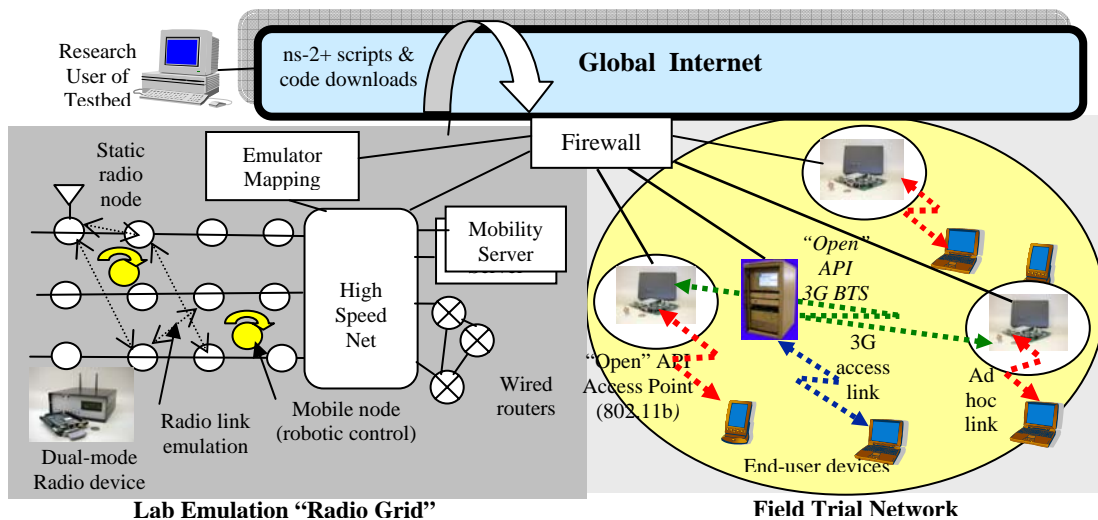 Research
User of
Testbed
ns-2+ scripts &
code downloads
Global Internet
Static
radio
node
Emulator
Mapping
Firewall
Mobility
Server
High
Speed
Net
"Open"
API
3G BTS
"Open" API
Access Point
(802.11b)
3G
access
link
Ad
hoc
link
Wired
routers
Radio link
emulation
Mobile node
(robotic control)
Dual-mode
Radio device
End-user devices
Lab Emulation "Radio Grid"
Field Trial Network